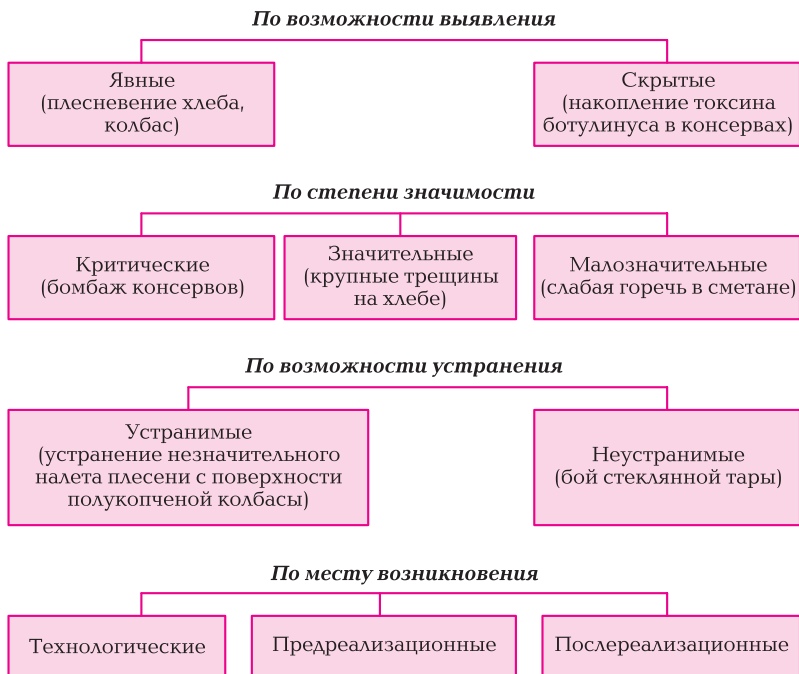 По возможности выявления
Явные
(плесневение хлеба,
колбас)
Скрытые
(накопление токсина
ботулинуса в консервах)
По степени значимости
Критические
(бомбаж консервов)
Значительные
(крупные трещины
на хлебе)
Малозначительные
(слабая горечь в сметане)
По возможности устранения
Устранимые
(устранение незначительного
налета плесени с поверхности
полукопченой колбасы)
Неустранимые
(бой стеклянной тары)
По месту возникновения
Технологические
Предреализационные
Послереализационные